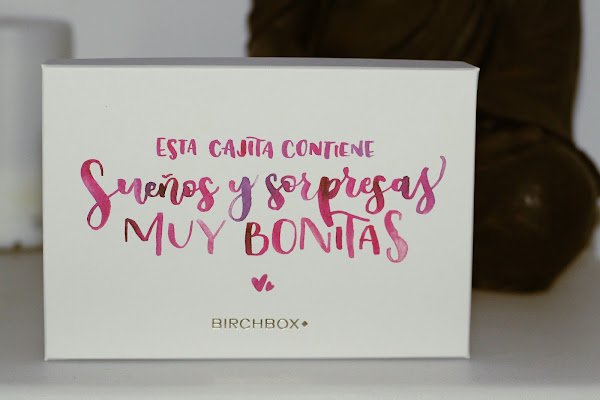 ESTA CAJITA CONTIENE
Sueños y sorpresas
MUY BONITAS
BIRCHBOX